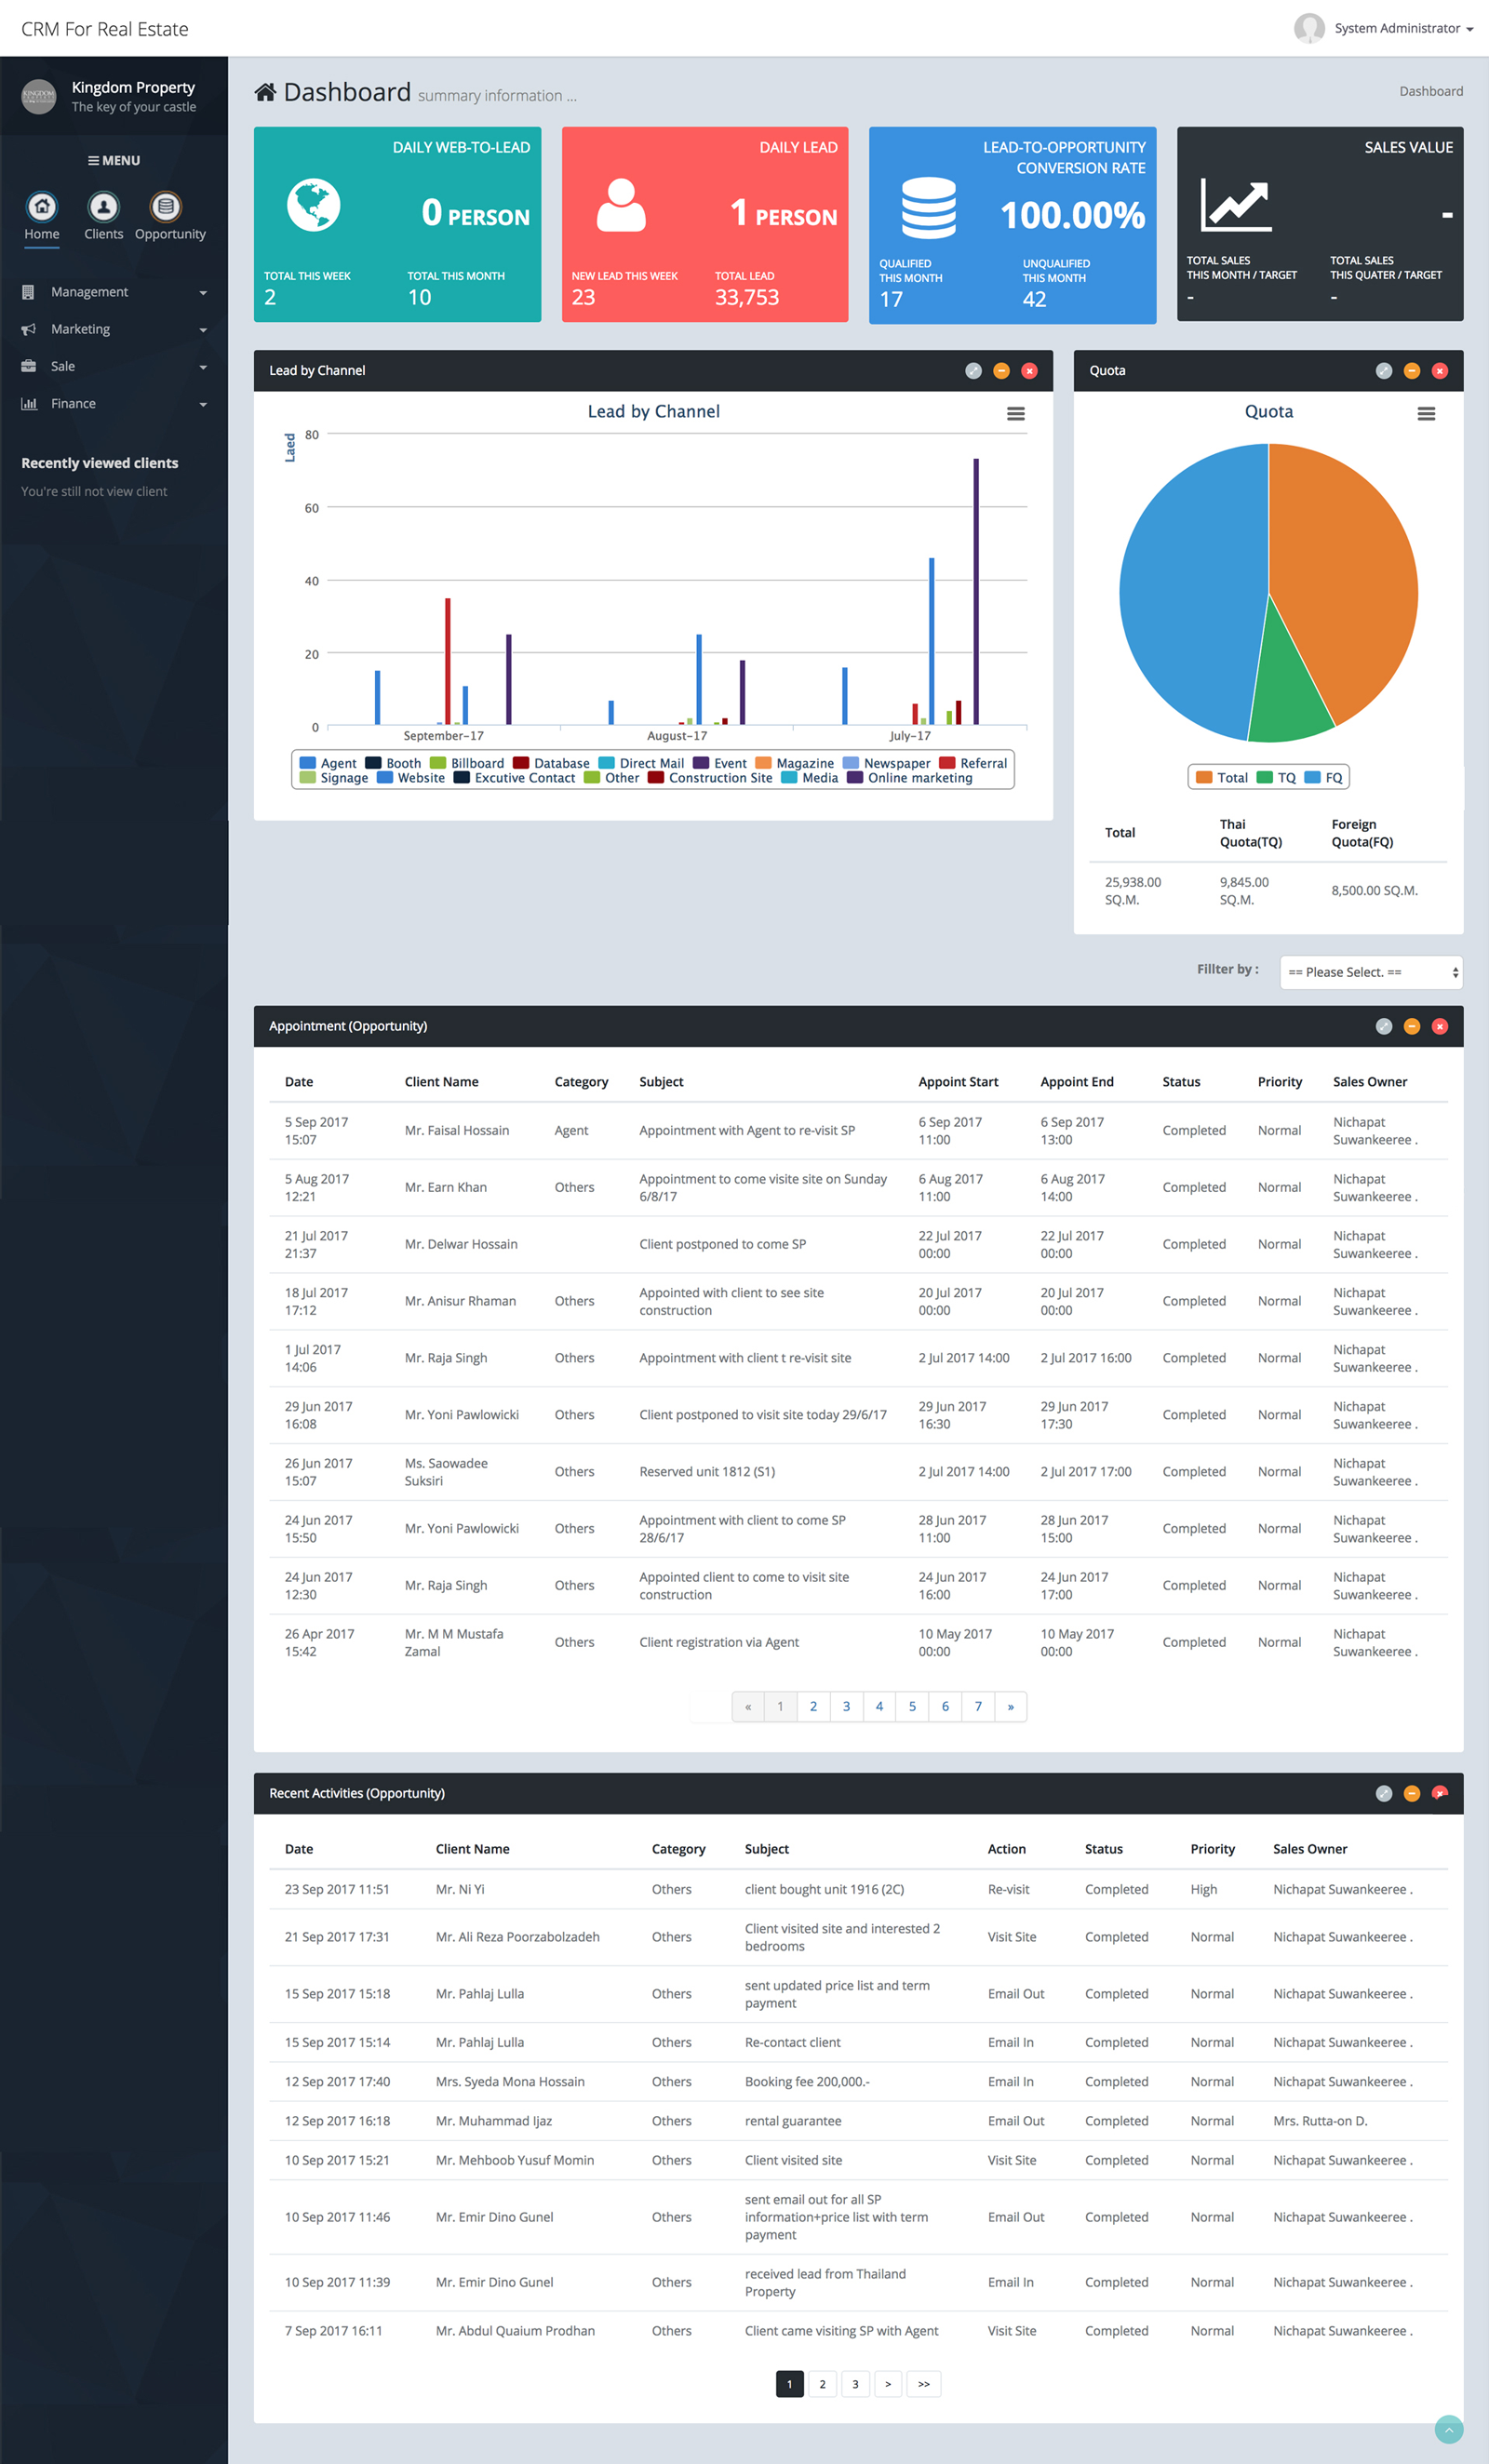 CRM For Real Estate
System Administrator
Kingdom Property
The key of your castle
MENU
Home Clients Opportunity
Management
Marketing
Sale
Finance
Recently viewed clients
You're still not view client
Dashboard summary information ...
Dashboard
DAILY WEB-TO-LEAD
0 PERSON
TOTAL THIS WEEK TOTAL THIS MONTH
2 10
DAILY LEAD
1 PERSON
NEW LEAD THIS WEEK TOTAL LEAD
23 33,753
LEAD-TO-OPPORTUNITY
CONVERSION RATE
100.00%
QUALIFIED UNQUALIFIED
THIS MONTH THIS MONTH
17 42
SALES VALUE
-
TOTAL SALES TOTAL SALES
THIS MONTH / TARGET THIS QUATER / TARGET
- -
Lead by Channel
Lead by Channel
Laed
80
60
40
20
0
September-17 August-17 July-17
Agent Booth Billboard Database Direct Mail Event Magazine Newspaper Referral
Signage Website Excutive Contact Other Construction Site Media Online marketing
Quota
Quota
Total TQ FQ
Total Thai Quota(TQ) Foreign Quota(FQ)
25,938.00 SQ.M. 9,845.00 SQ.M. 8,500.00 SQ.M.
Fillter by : == Please Select. ==
Appointment (Opportunity)
Date Client Name Category Subject Appoint Start Appoint End Status Priority Sales Owner
5 Sep 2017 15:07 Mr. Faisal Hossain Agent Appointment with Agent to re-visit SP 6 Sep 2017 11:00 6 Sep 2017 13:00 Completed Normal Nichapat Suwankeeree .
5 Aug 2017 12:21 Mr. Earn Khan Others Appointment to come visite site on Sunday 6/8/17 6 Aug 2017 11:00 6 Aug 2017 14:00 Completed Normal Nichapat Suwankeeree .
21 Jul 2017 21:37 Mr. Delwar Hossain Client postponed to come SP 22 Jul 2017 00:00 22 Jul 2017 00:00 Completed Normal Nichapat Suwankeeree .
18 Jul 2017 17:12 Mr. Anisur Rhaman Others Appointed with client to see site construction 20 Jul 2017 00:00 20 Jul 2017 00:00 Completed Normal Nichapat Suwankeeree .
1 Jul 2017 14:06 Mr. Raja Singh Others Appointment with client t re-visit site 2 Jul 2017 14:00 2 Jul 2017 16:00 Completed Normal Nichapat Suwankeeree .
29 Jun 2017 16:08 Mr. Yoni Pawlowicki Others Client postponed to visit site today 29/6/17 29 Jun 2017 16:30 29 Jun 2017 17:30 Completed Normal Nichapat Suwankeeree .
26 Jun 2017 15:07 Ms. Saowadee Suksiri Others Reserved unit 1812 (S1) 2 Jul 2017 14:00 2 Jul 2017 17:00 Completed Normal Nichapat Suwankeeree .
24 Jun 2017 15:50 Mr. Yoni Pawlowicki Others Appointment with client to come SP 28/6/17 28 Jun 2017 11:00 28 Jun 2017 15:00 Completed Normal Nichapat Suwankeeree .
24 Jun 2017 12:30 Mr. Raja Singh Others Appointed client to come to visit site construction 24 Jun 2017 16:00 24 Jun 2017 17:00 Completed Normal Nichapat Suwankeeree .
26 Apr 2017 15:42 Mr. M M Mustafa Zamal Others Client registration via Agent 10 May 2017 00:00 10 May 2017 00:00 Completed Normal Nichapat Suwankeeree .
« 1 2 3 4 5 6 7 »
Recent Activities (Opportunity)
Date Client Name Category Subject Action Status Priority Sales Owner
23 Sep 2017 11:51 Mr. Ni Yi Others client bought unit 1916 (2C) Re-visit Completed High Nichapat Suwankeeree .
21 Sep 2017 17:31 Mr. Ali Reza Poorzabolzadeh Others Client visited site and interested 2 bedrooms Visit Site Completed Normal Nichapat Suwankeeree .
15 Sep 2017 15:18 Mr. Pahlaj Lulla Others sent updated price list and term payment Email Out Completed Normal Nichapat Suwankeeree .
15 Sep 2017 15:14 Mr. Pahlaj Lulla Others Re-contact client Email In Completed Normal Nichapat Suwankeeree .
12 Sep 2017 17:40 Mrs. Syeda Mona Hossain Others Booking fee 200,000.- Email In Completed Normal Nichapat Suwankeeree .
12 Sep 2017 16:18 Mr. Muhammad Ijaz Others rental guarantee Email Out Completed Normal Mrs. Rutta-on D.
10 Sep 2017 15:21 Mr. Mehboob Yusuf Momin Others Client visited site Visit Site Completed Normal Nichapat Suwankeeree .
10 Sep 2017 11:46 Mr. Emir Dino Gunel Others sent email out for all SP information+price list with term payment Email Out Completed Normal Nichapat Suwankeeree .
10 Sep 2017 11:39 Mr. Emir Dino Gunel Others received lead from Thailand Property Email In Completed Normal Nichapat Suwankeeree .
7 Sep 2017 16:11 Mr. Abdul Quaium Prodhan Others Client came visiting SP with Agent Visit Site Completed Normal Nichapat Suwankeeree .
1 2 3 > >>